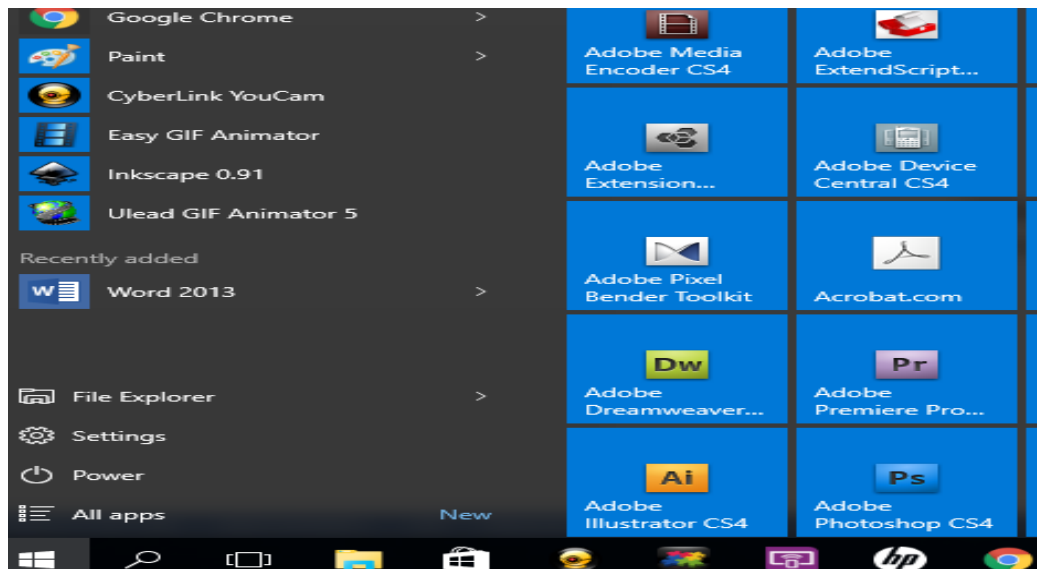 Google Chrome >
Paint >
CyberLink YouCam
Easy GIF Animator
Inkscape 0.91
Ulead GIF Animator 5
Recently added
W
Word 2013 >
File Explorer >
Settings
Power
All apps New
Adobe Media
Encoder CS4
Adobe
ExtendScript...
Adobe
Extension...
Adobe Device
Central CS4
Adobe Pixel
Bender Toolkit
Acrobat.com
Dw
Adobe
Dreamweaver...
Pr
Adobe
Premiere Pro...
Ai
Adobe
Illustrator CS4
Ps
Adobe
Photoshop CS4
hp